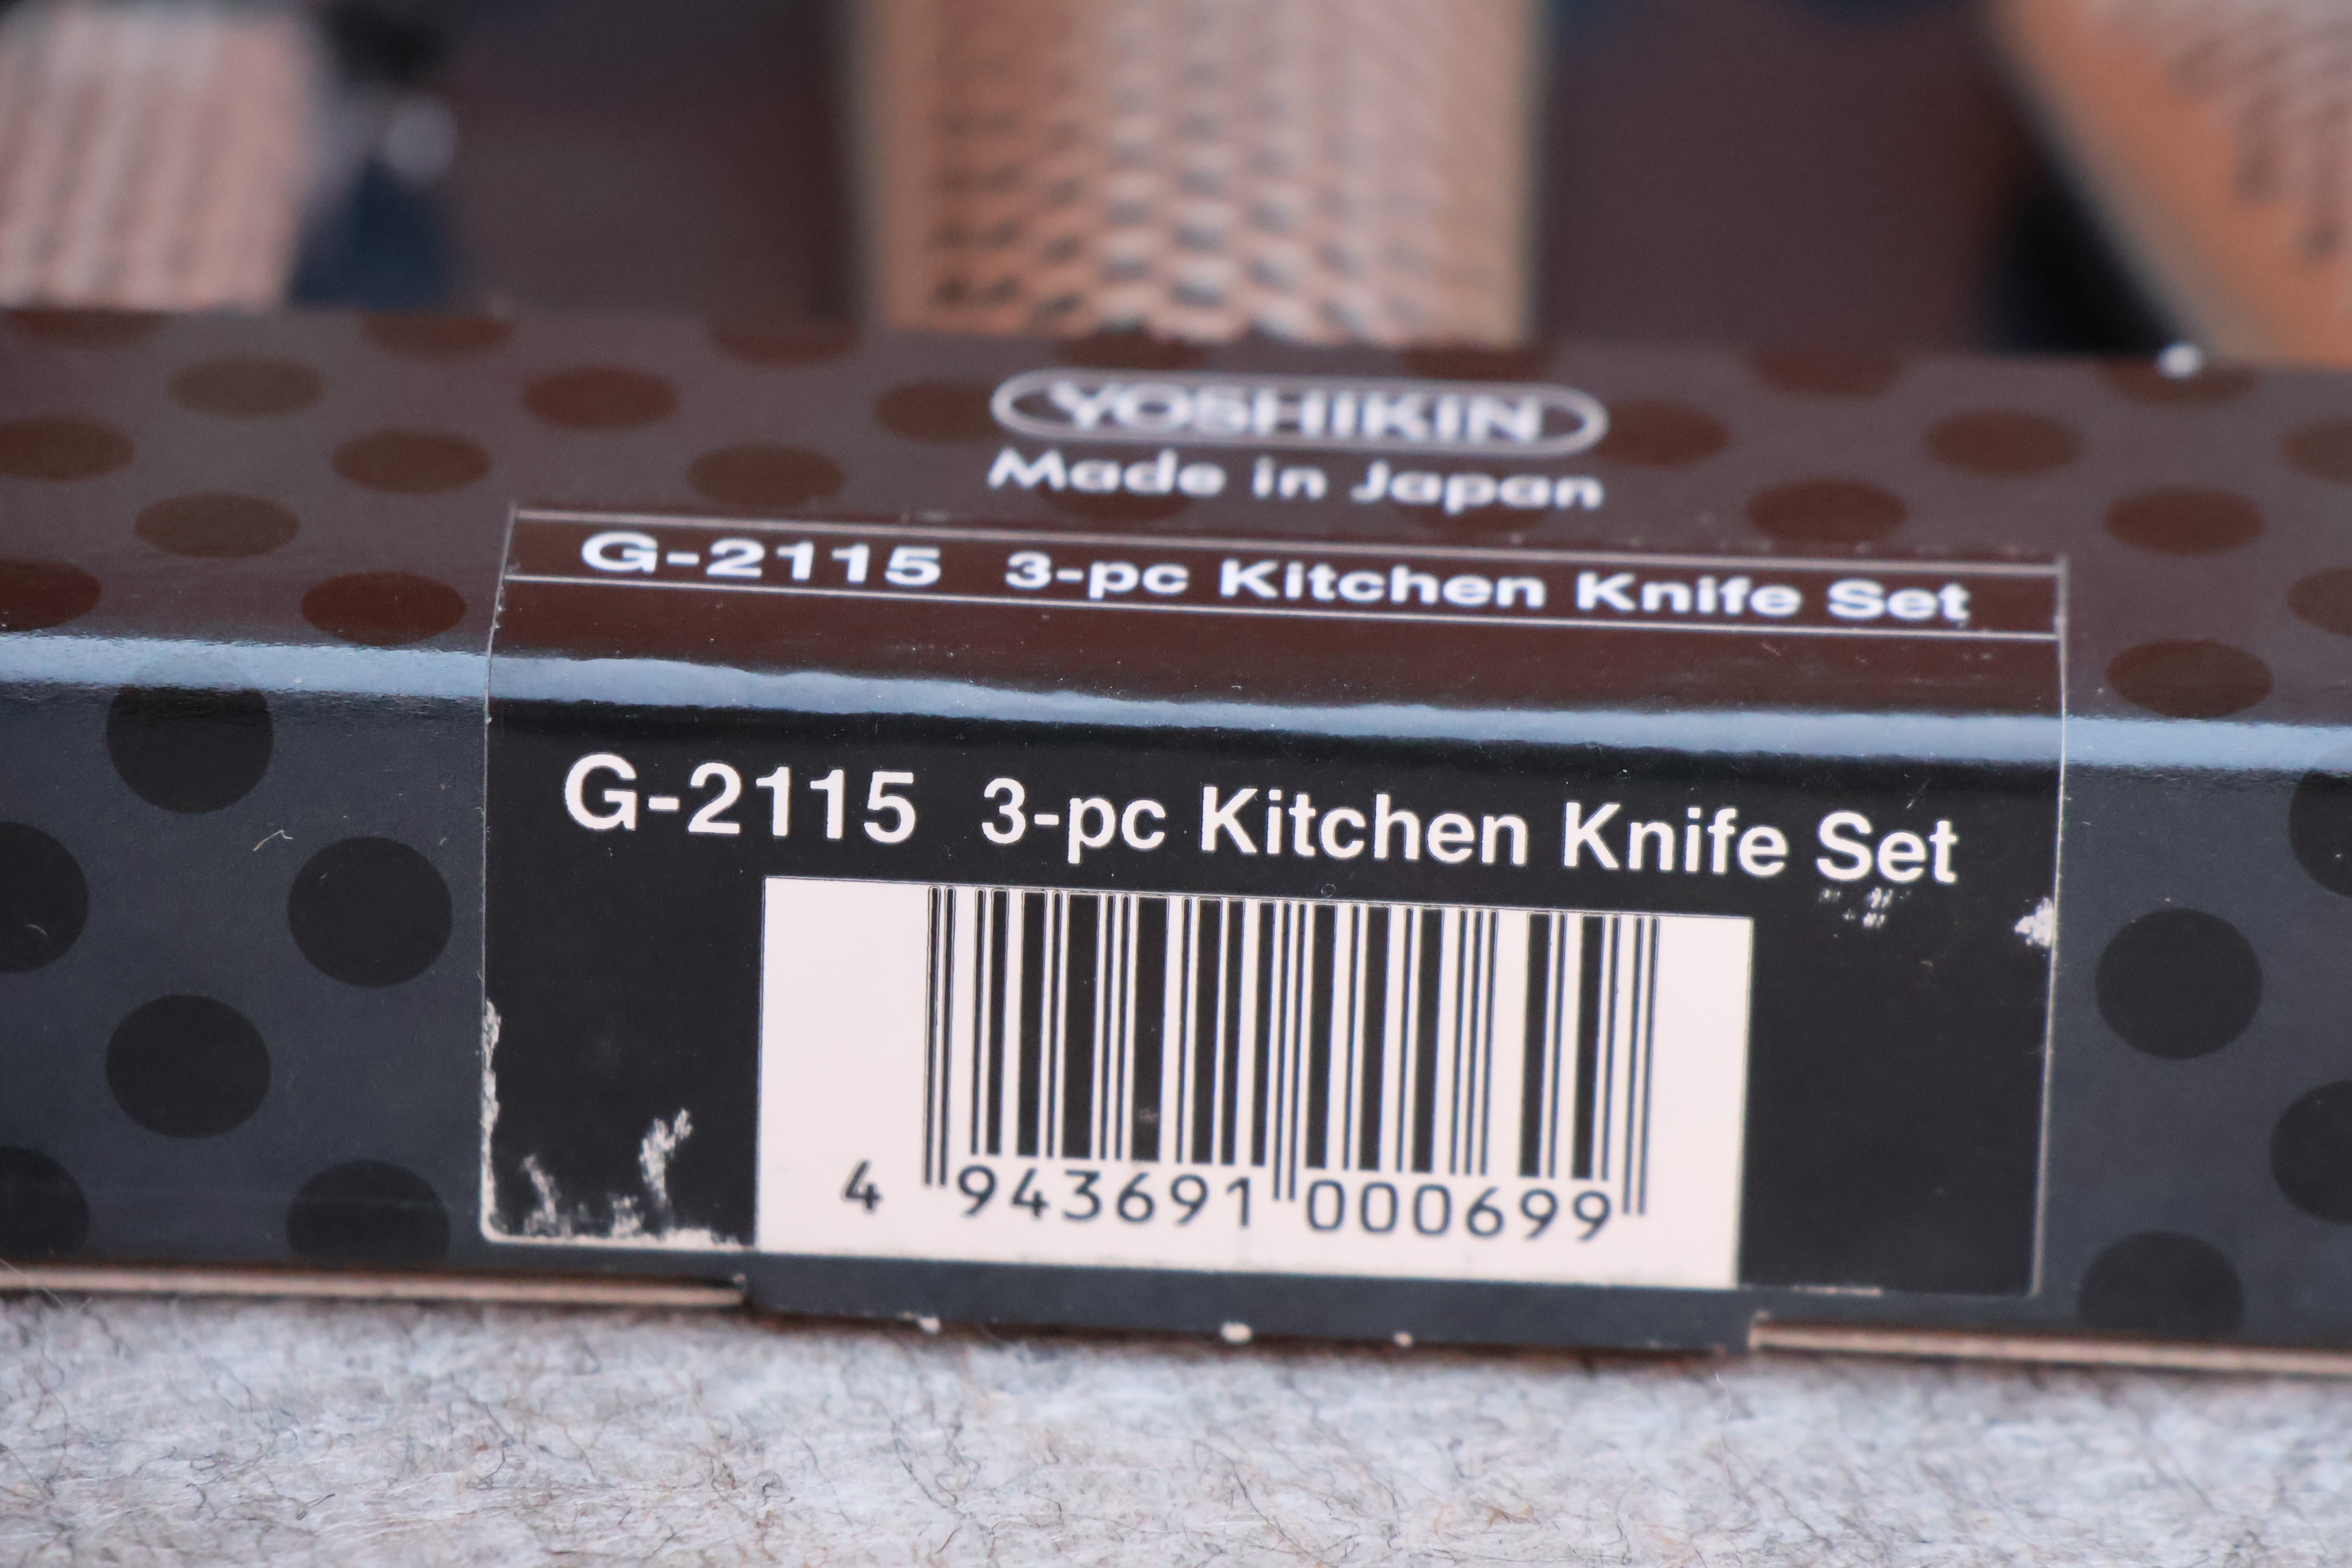 YOSHIKIN
Made in Japan
G-2115 3-pc Kitchen Knife Set
G-2115 3-pc Kitchen Knife Set
4 943691 000699